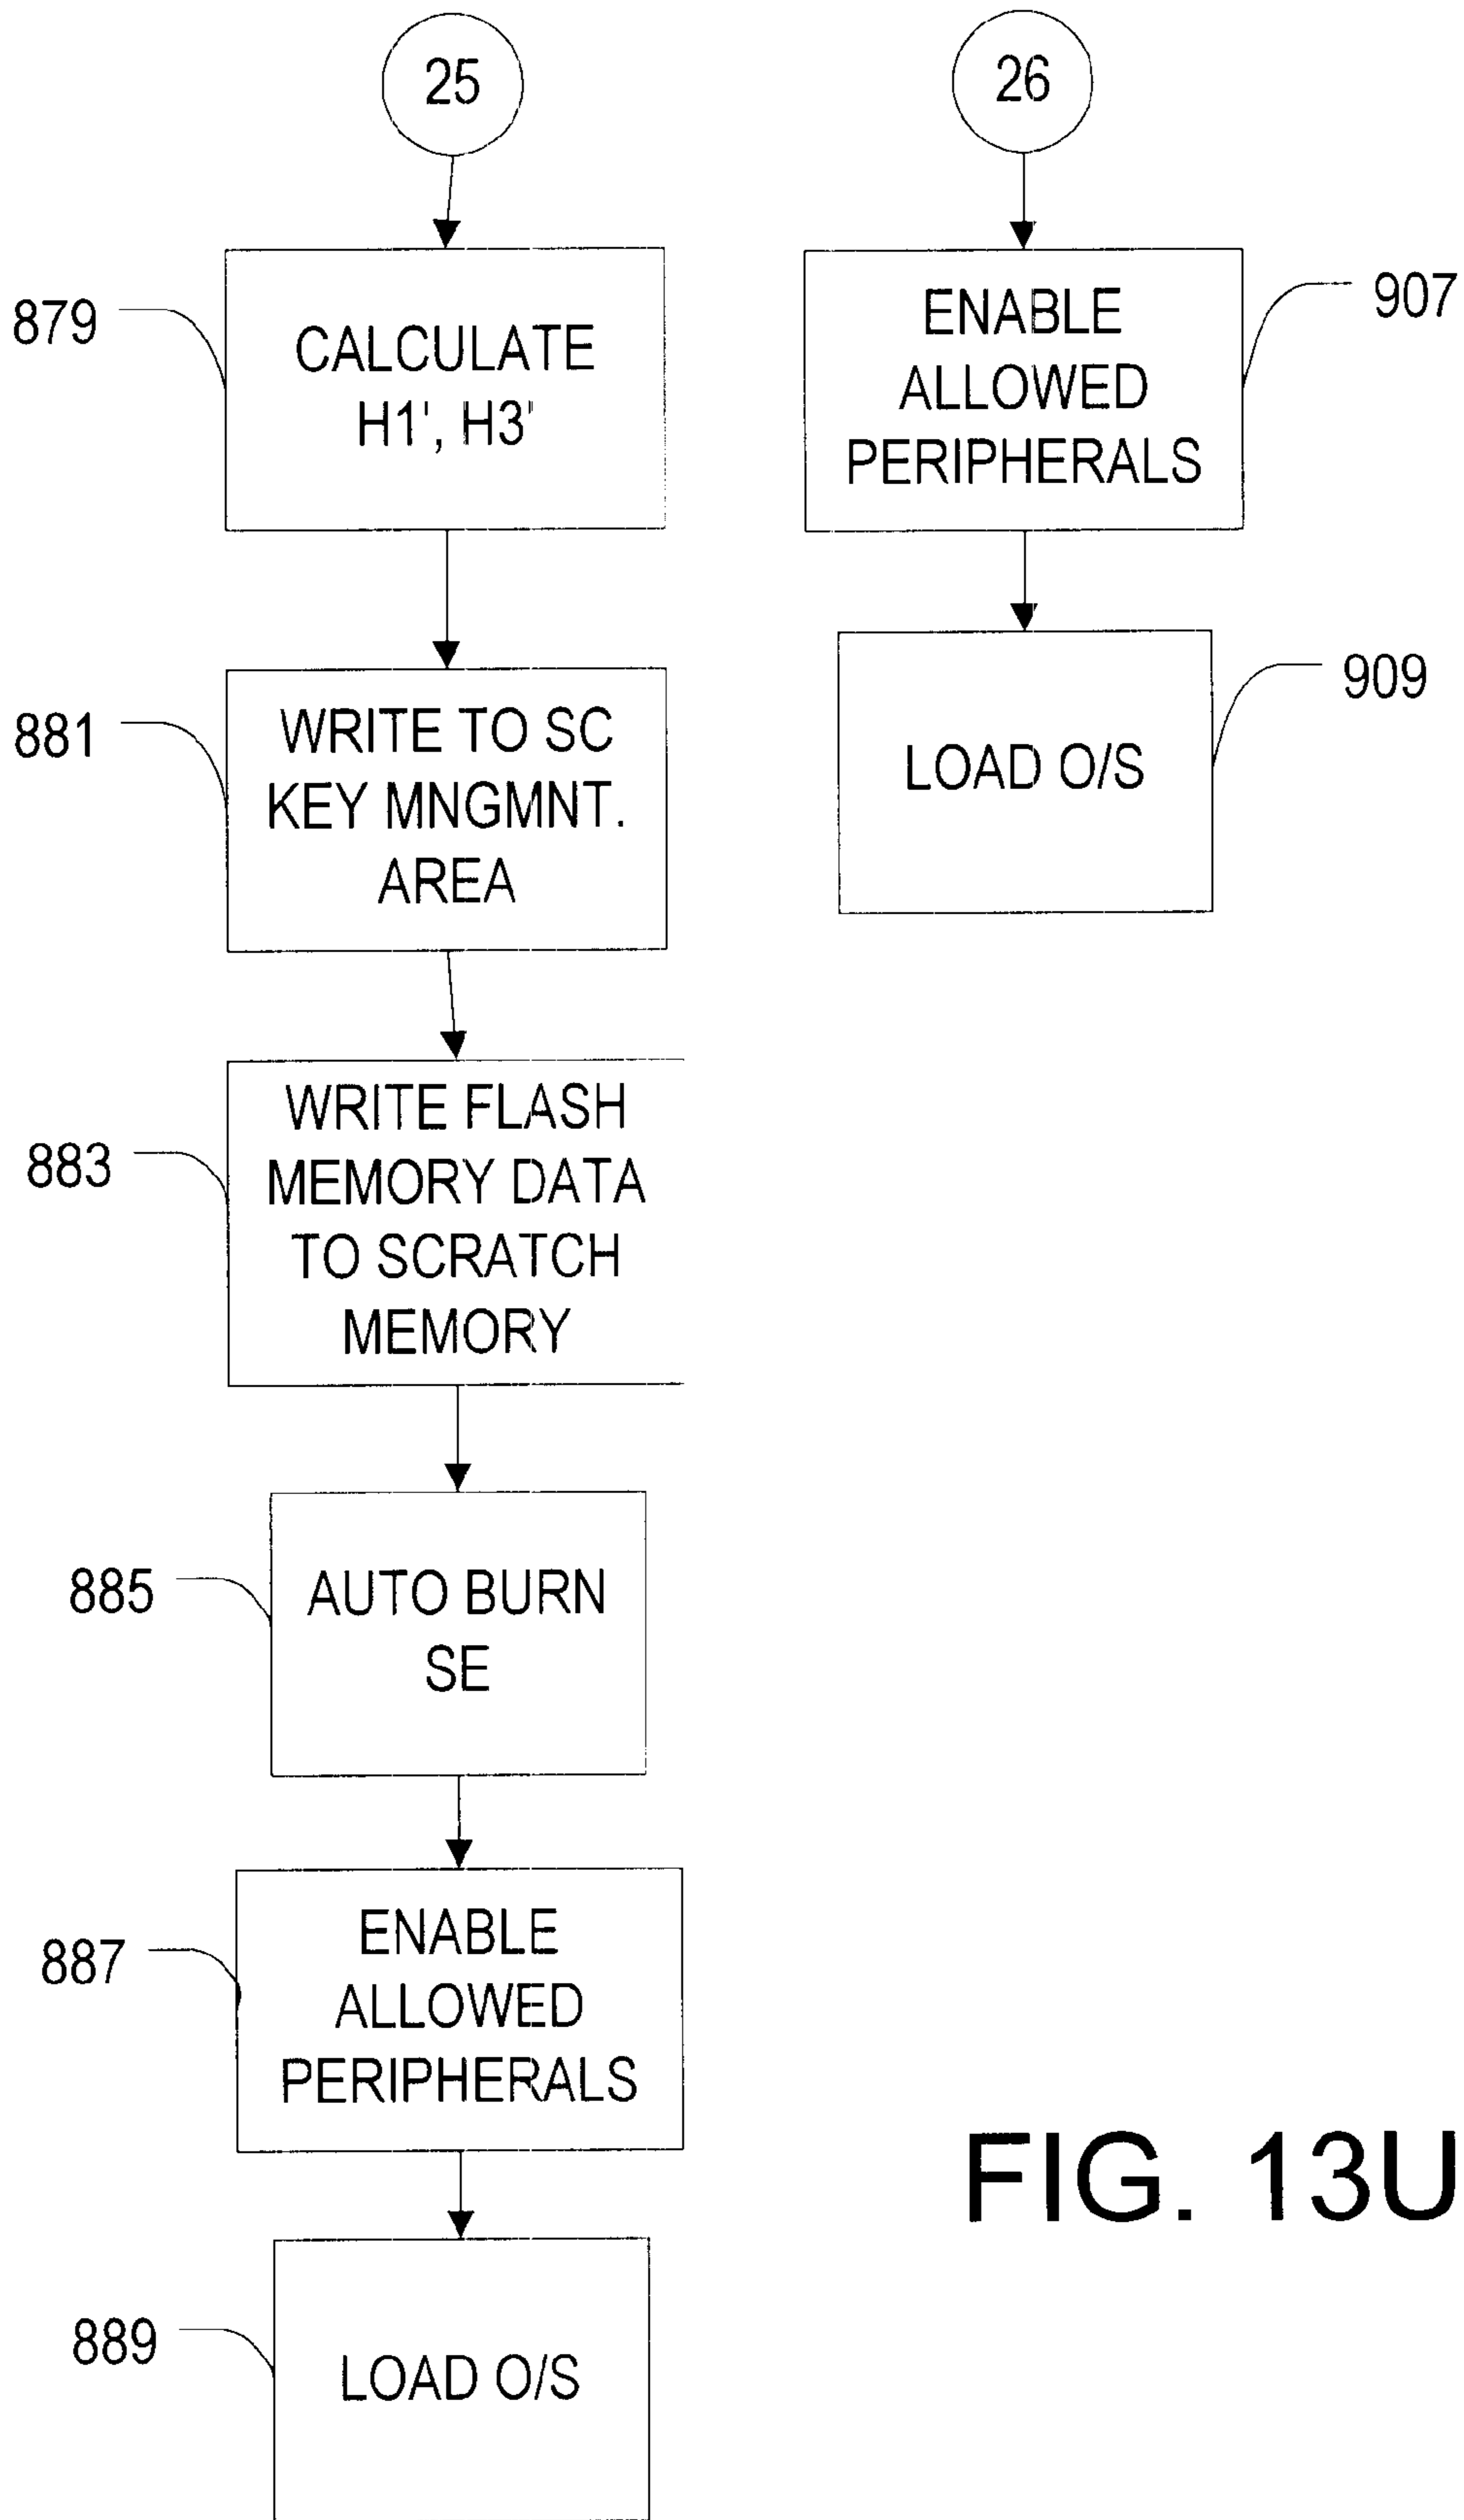 25
879
CALCULATE
H1', H3'
881
WRITE TO SC
KEY MNGMNT.
AREA
883
WRITE FLASH
MEMORY DATA
TO SCRATCH
MEMORY
885
AUTO BURN
SE
887
ENABLE
ALLOWED
PERIPHERALS
889
LOAD O/S
26
ENABLE
ALLOWED
PERIPHERALS
907
LOAD O/S
909
FIG. 13U